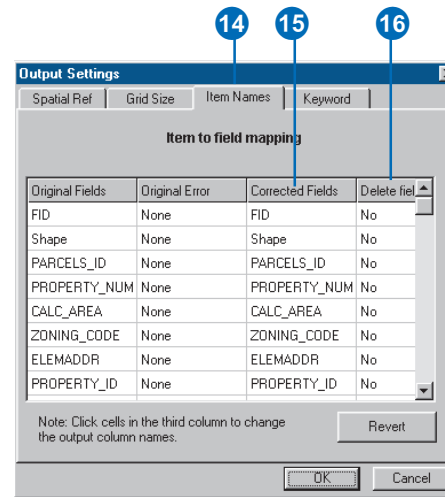 14 15 16
Output Settings
Spatial Ref Grid Size Item Names Keyword
Item to field mapping
Original Fields Original Error Corrected Fields Delete fiel
FID None FID No
Shape None Shape No
PARCELS_ID None PARCELS_ID No
PROPERTY_NUM None PROPERTY_NUM No
CALC_AREA None CALC_AREA No
ZONING_CODE None ZONING_CODE No
ELEMADDR None ELEMADDR No
PROPERTY_ID None PROPERTY_ID No
Note: Click cells in the third column to change
the output column names.
Revert
OK Cancel